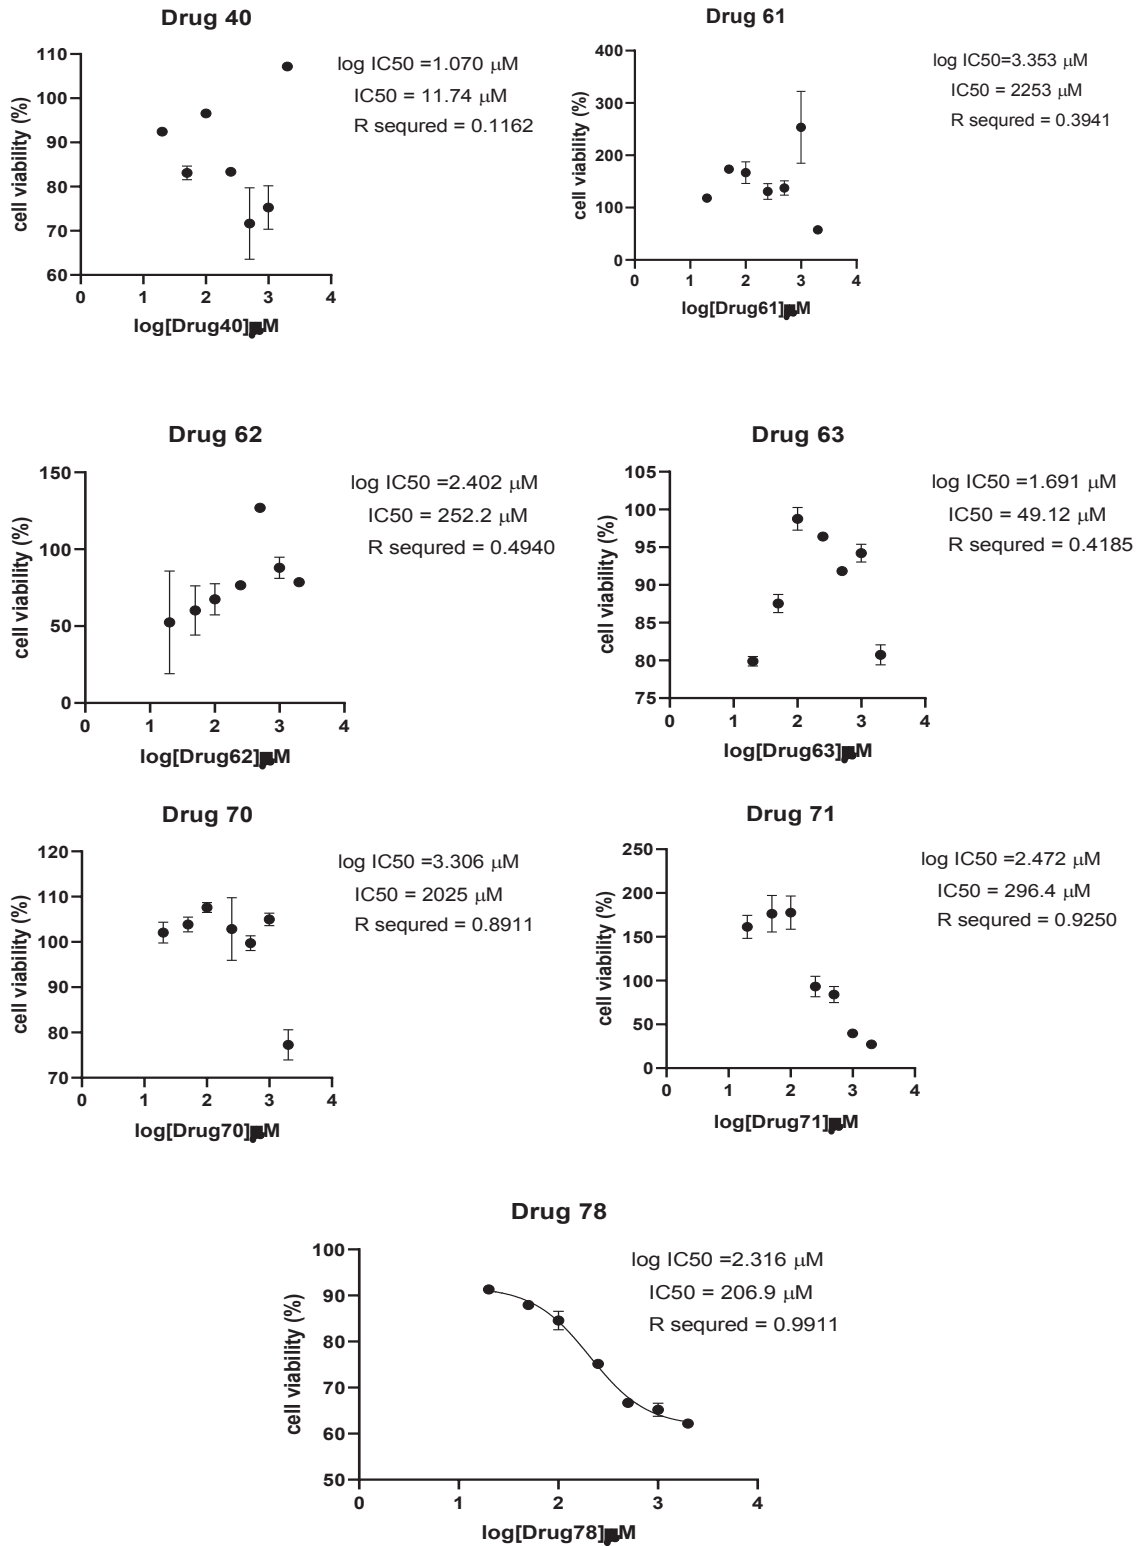 Drug 40
log IC50 =1.070 μM
IC50 = 11.74 μM
R sequred = 0.1162
cell viability (%)
110
100
90
80
70
60
0 1 2 3 4
log[Drug40]μM
Drug 61
log IC50=3.353 μM
IC50 = 2253 μM
R sequred = 0.3941
cell viability (%)
400
300
200
100
0
0 1 2 3 4
log[Drug61]μM
Drug 62
log IC50 =2.402 μM
IC50 = 252.2 μM
R sequred = 0.4940
cell viability (%)
150
100
50
0
0 1 2 3 4
log[Drug62]μM
Drug 63
log IC50 =1.691 μM
IC50 = 49.12 μM
R sequred = 0.4185
cell viability (%)
105
100
95
90
85
80
75
0 1 2 3 4
log[Drug63]μM
Drug 70
log IC50 =3.306 μM
IC50 = 2025 μM
R sequred = 0.8911
cell viability (%)
120
110
100
90
80
70
0 1 2 3 4
log[Drug70]μM
Drug 71
log IC50 =2.472 μM
IC50 = 296.4 μM
R sequred = 0.9250
cell viability (%)
250
200
150
100
50
0
0 1 2 3 4
log[Drug71]μM
Drug 78
log IC50 =2.316 μM
IC50 = 206.9 μM
R sequred = 0.9911
cell viability (%)
100
90
80
70
60
50
0 1 2 3 4
log[Drug78]μM